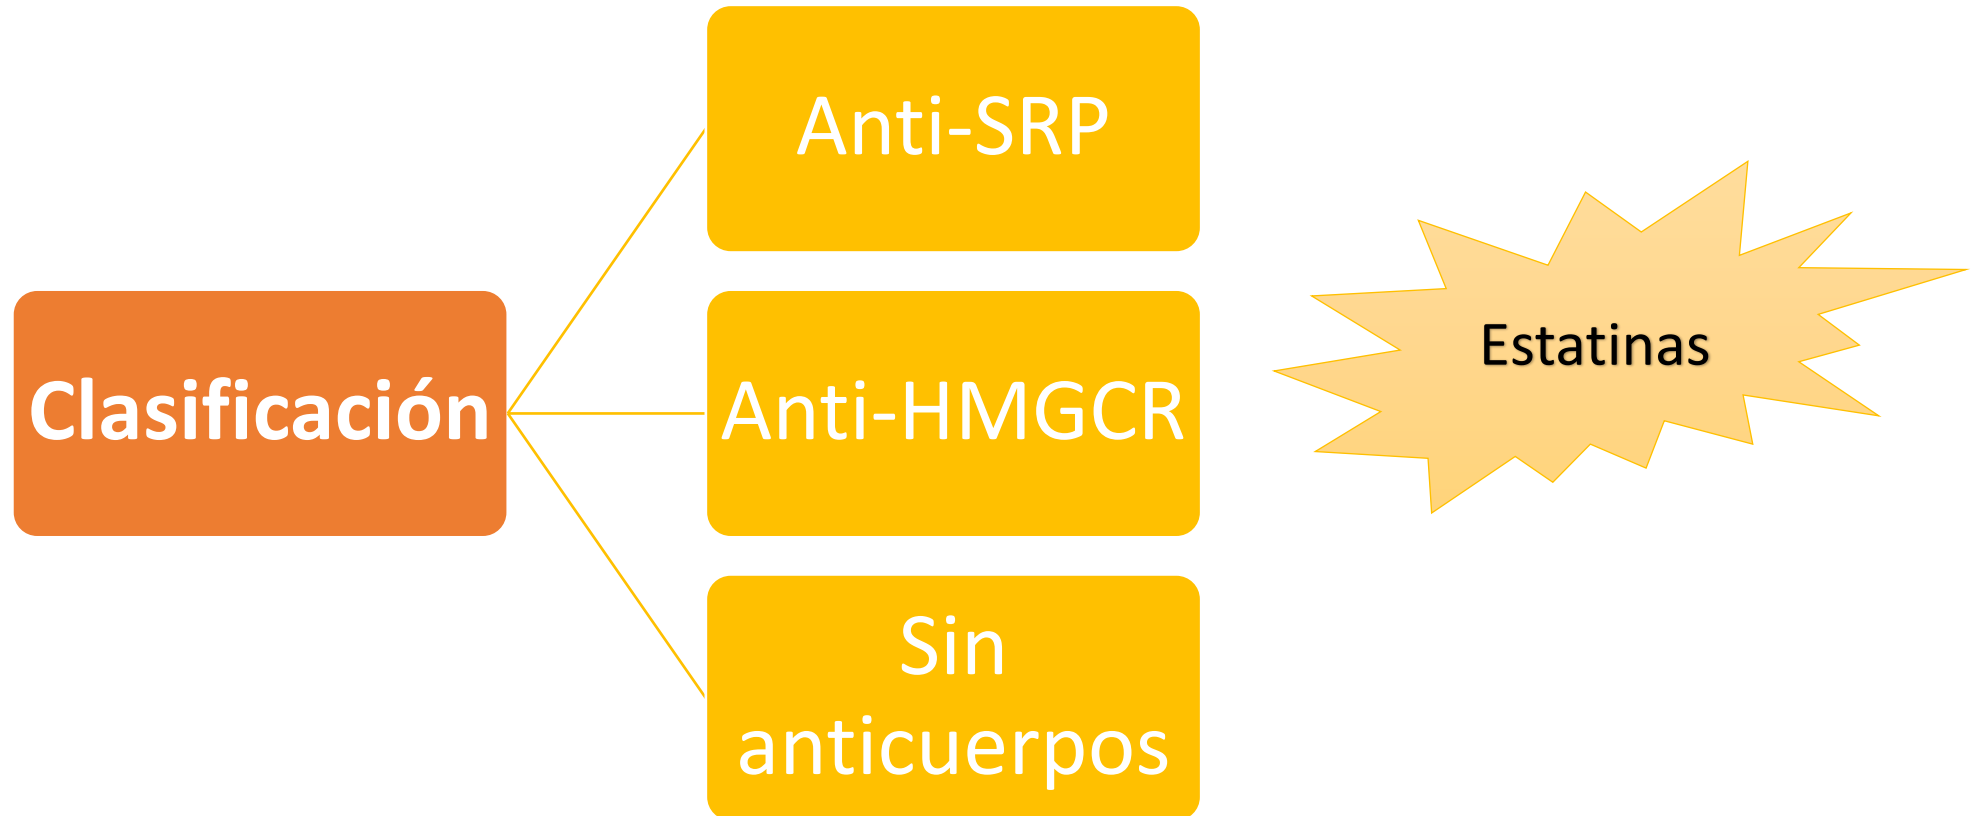 Clasificación
Anti-SRP
Anti-HMGCR
Sin
anticuerpos
Estatinas